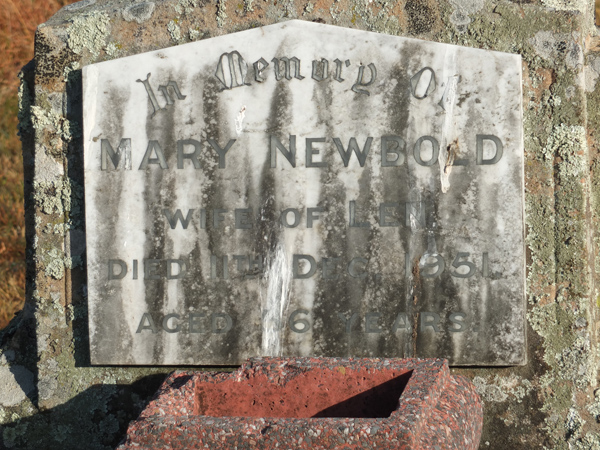 In Memory Of
MARY NEWBOLD
WIFE OF LEN
DIED 11TH DEC. 1951
AGED 6 YEARS